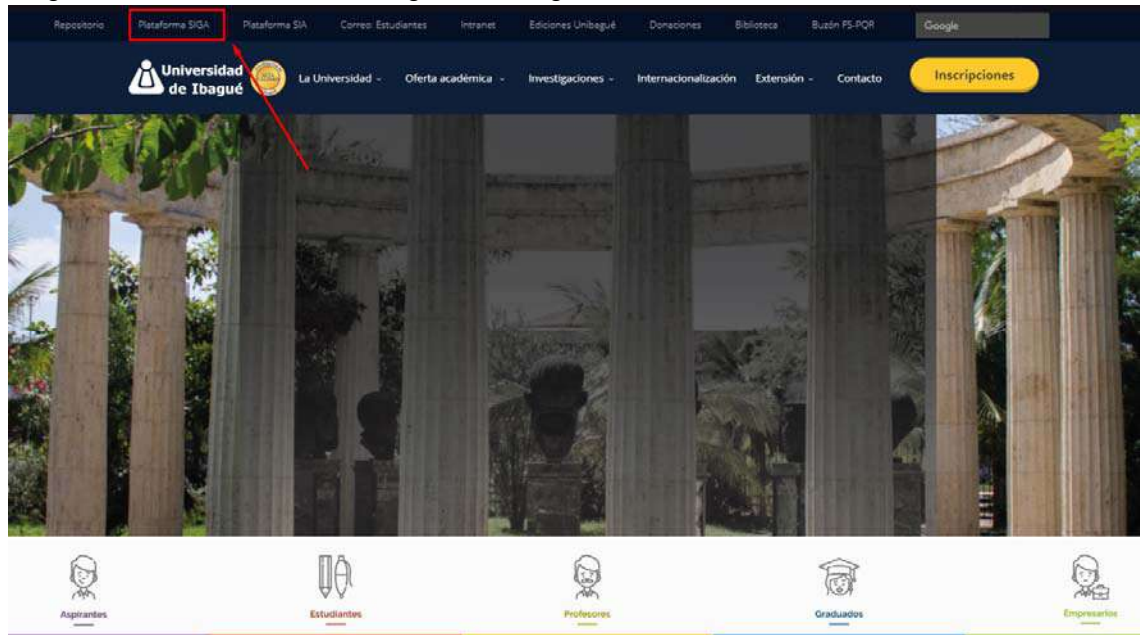 Repositorio Plataforma SIGA Plataforma SIA Correo: Estudiantes Intranet Ediciones Unibagué Donaciones Biblioteca Buzón PS-PQR Google
Universidad de Ibagué
La Universidad Oferta académica Investigaciones Internacionalización Extensión Contacto Inscripciones
Aspirantes Estudiantes Profesores Graduados Empresarios